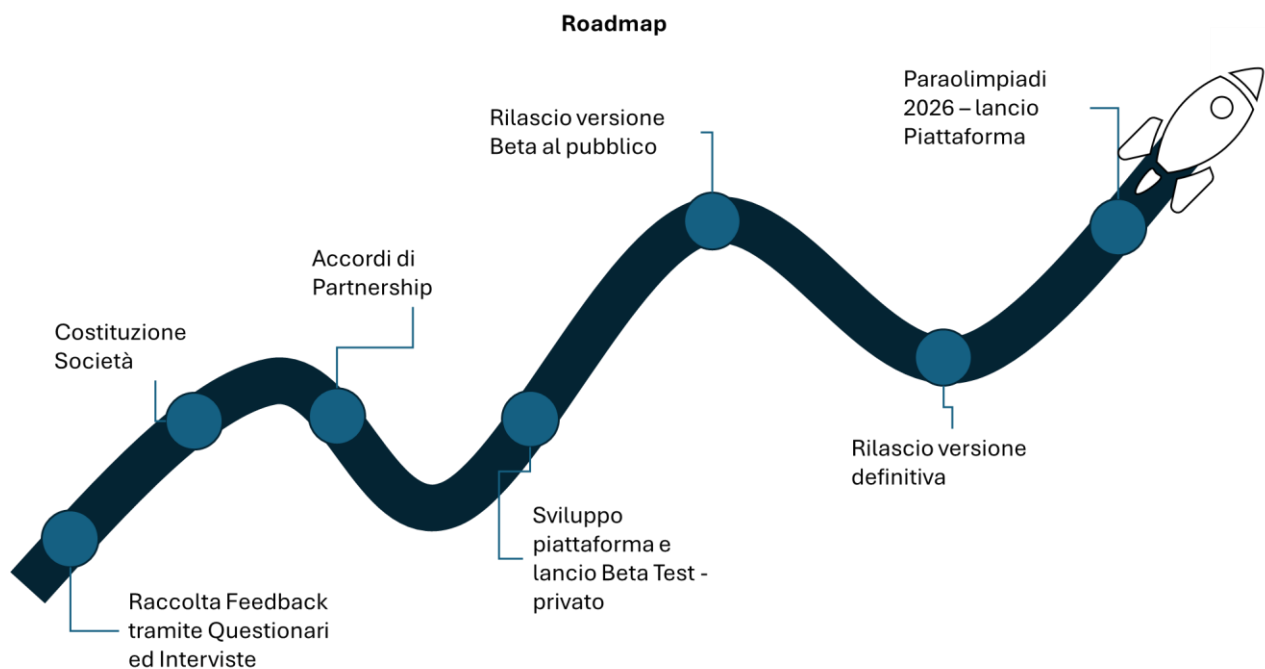 Roadmap
Raccolta Feedback
tramite Questionari
ed Interviste
Costituzione
Società
Accordi di
Partnership
Sviluppo
piattaforma e
lancio Beta Test -
privato
Rilascio versione
Beta al pubblico
Rilascio versione
definitiva
Paraolimpiadi
2026 – lancio
Piattaforma